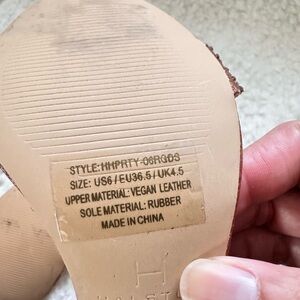 STYLE: HHPRTY-06RGDS
SIZE: US6 / EU36.5 / UK4.5
UPPER MATERIAL: VEGAN LEATHER
SOLE MATERIAL: RUBBER
MADE IN CHINA
H